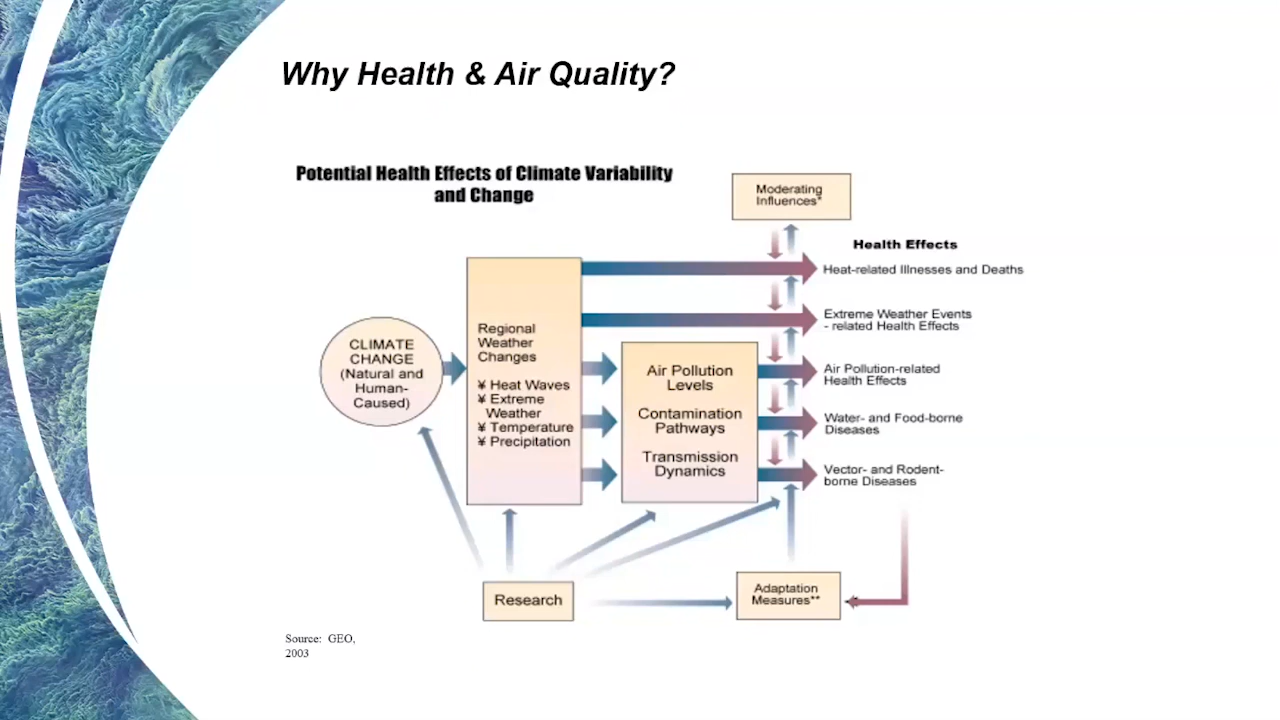 Why Health & Air Quality?
Potential Health Effects of Climate Variability
and Change
Moderating
Influences*
Health Effects
Heat-related Illnesses and Deaths
Extreme Weather Events
- related Health Effects
Air Pollution-related
Health Effects
Water- and Food-borne
Diseases
Vector- and Rodent-
borne Diseases
CLIMATE
CHANGE
(Natural and
Human-
Caused)
Regional
Weather
Changes
¥ Heat Waves
¥ Extreme
Weather
¥ Temperature
¥ Precipitation
Air Pollution
Levels
Contamination
Pathways
Transmission
Dynamics
Research
Adaptation
Measures**
Source: GEO,
2003